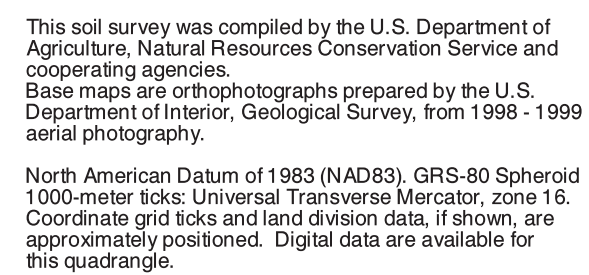 This soil survey was compiled by the U.S. Department of
Agriculture, Natural Resources Conservation Service and
cooperating agencies.
Base maps are orthophotographs prepared by the U.S.
Department of Interior, Geological Survey, from 1998 - 1999
aerial photography.

North American Datum of 1983 (NAD83). GRS-80 Spheroid
1000-meter ticks: Universal Transverse Mercator, zone 16.
Coordinate grid ticks and land division data, if shown, are
approximately positioned.  Digital data are available for
this quadrangle.